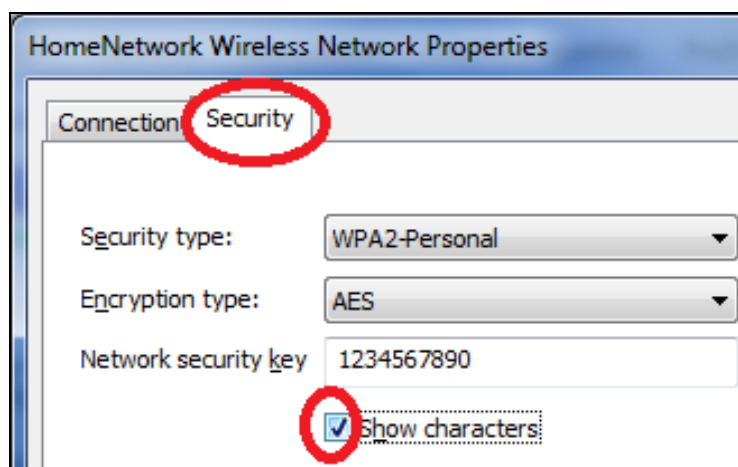 HomeNetwork Wireless Network Properties
Connection Security
Security type: WPA2-Personal
Encryption type: AES
Network security key 1234567890
Show characters